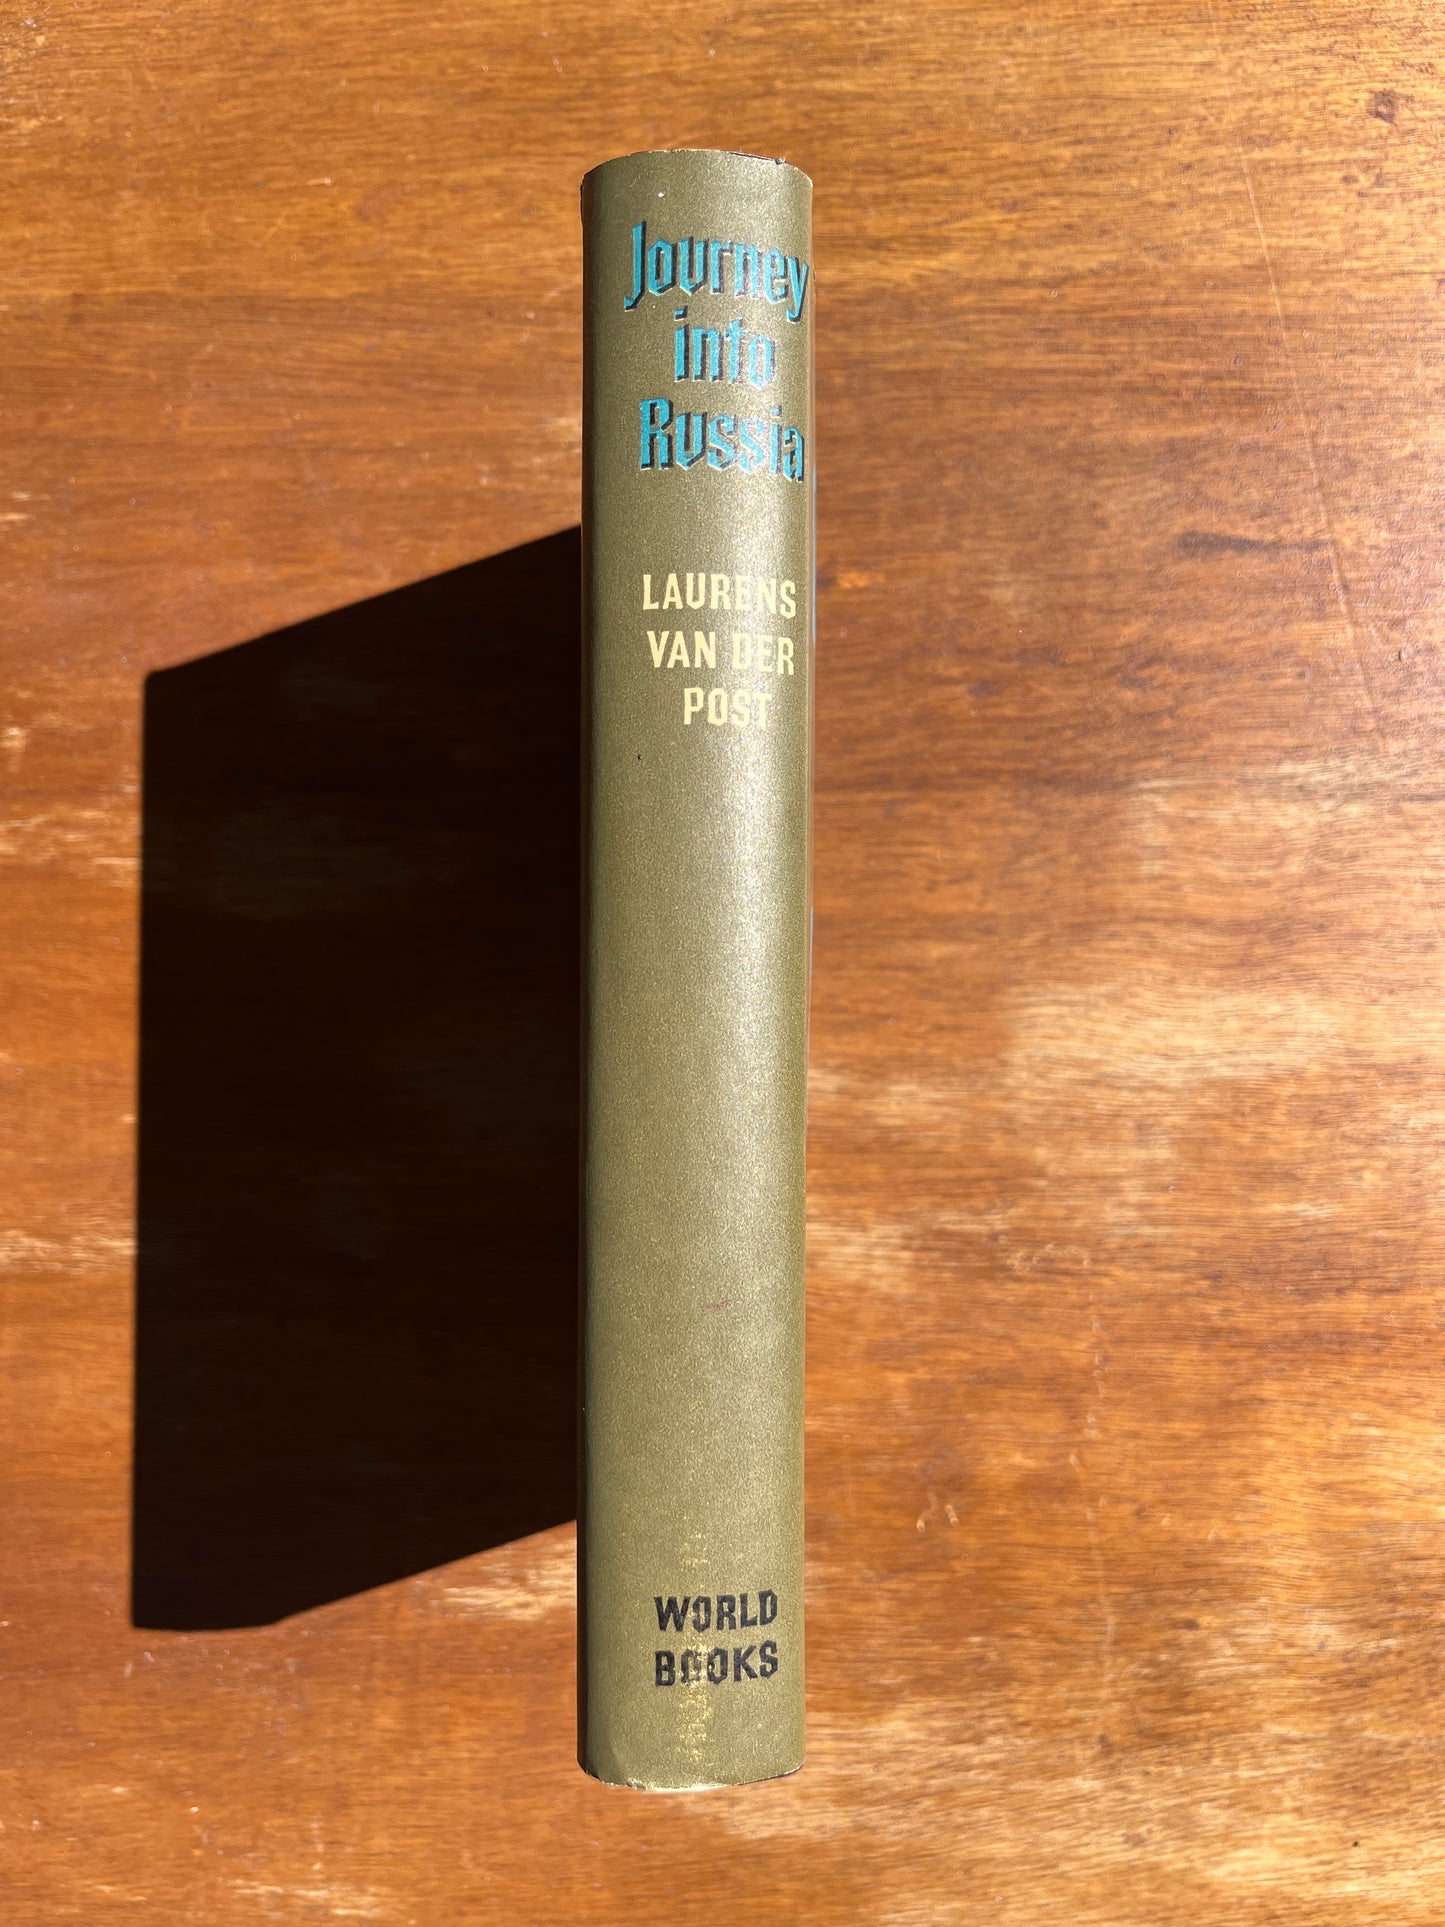 Journey
into
Russia
LAURENS
VAN DER
POST
WORLD
BOOKS